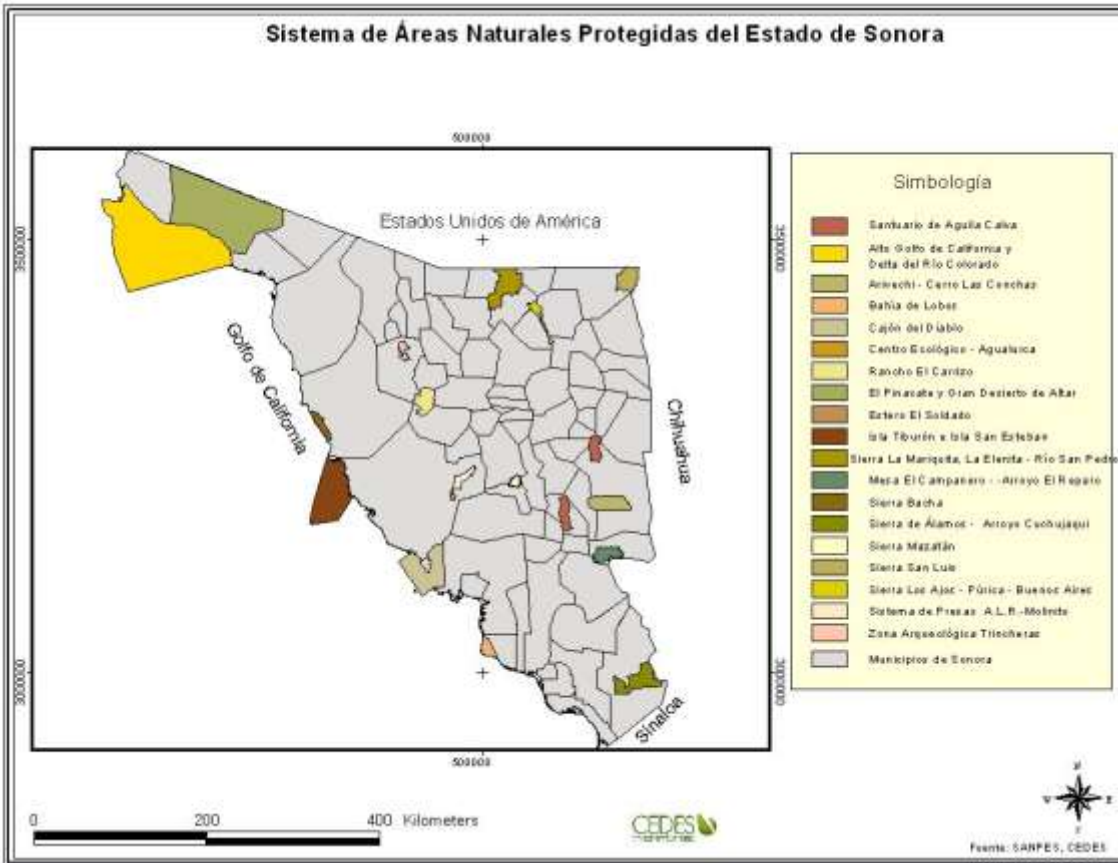 Sistema de Áreas Naturales Protegidas del Estado de Sonora
500000
3500000
3500000
Estados Unidos de América
Golfo de California
Chihuahua
Sinaloa
3000000
3000000
500000
Simbología
Santuario de Aguila Calva
Alto Golfo de California y
Delta del Río Colorado
Arivechi - Cerro Las Conchas
Bahía de Lobos
Cajón del Diablo
Centro Ecológico -
Rancho El Carrizo
El Pinacate y Gran Desierto de Altar
Estero El Soldado
Isla Tiburón e Isla San Esteban
Sierra La Mariquita, La Elenita - Río San Pedro
Mesa El Campanero - -Arroyo El Reparo
Sierra Bacha
Sierra de Álamos - Arroyo Cuchujaqui
Sierra Mazatán
Sierra San Luis
Sierra Los Ajos - Púrica - Buenos Aires
Sistema de Presas A.L.R.-Molinito
Zona Arqueológica Trincheras
Municipios de Sonora
0 200 400 Kilometers
CEDES
N
W E
Fuente: SANPES, CEDES